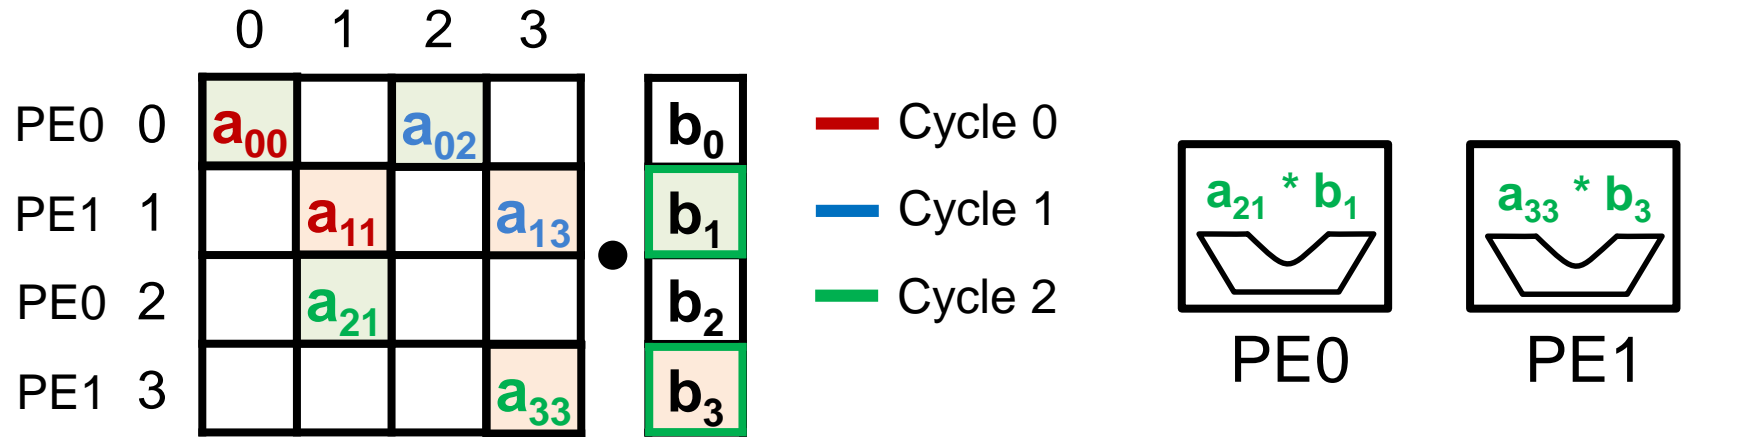 0 1 2 3
PE0 0 a00 a02 b0 Cycle 0
PE1 1 a11 a13 b1 Cycle 1
PE0 2 a21 b2 Cycle 2
PE1 3 a33 b3
a21 * b1
PE0
a33 * b3
PE1